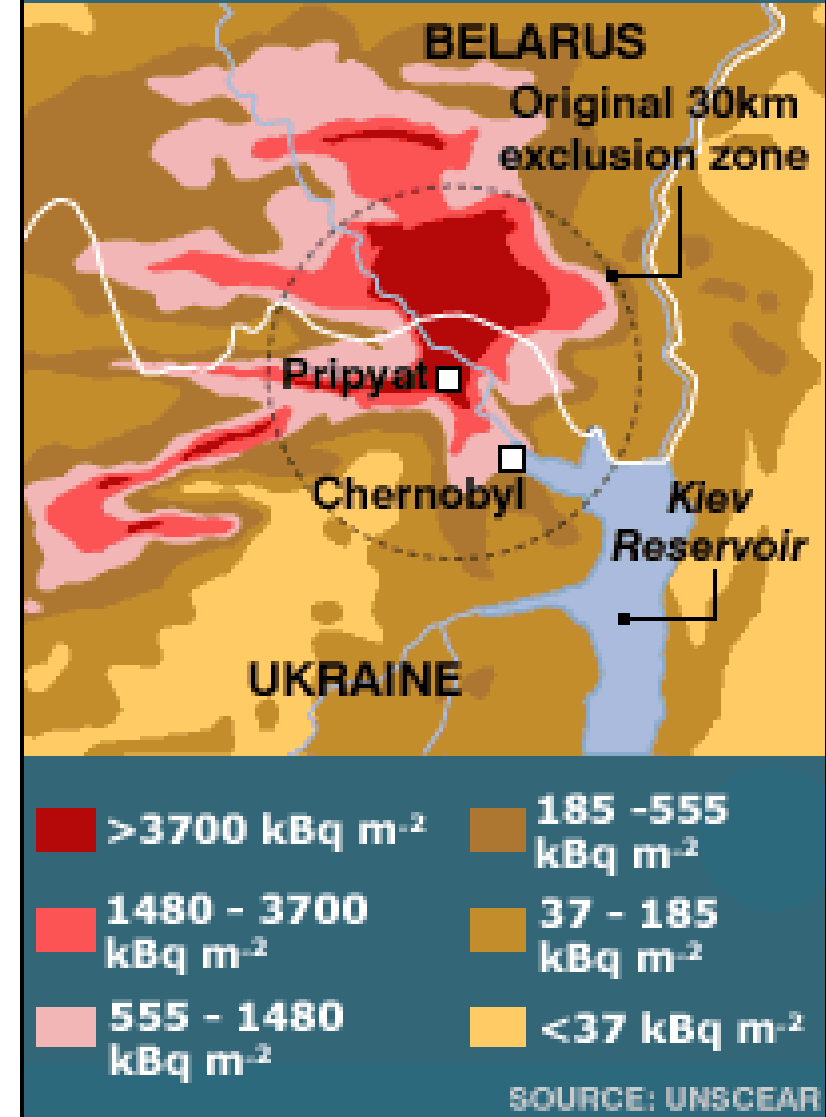 BELARUS
Original 30km
exclusion zone
Pripyat
Chernobyl
Kiev
Reservoir
UKRAINE
>3700 kBq m-2
1480 - 3700
kBq m-2
555 - 1480
kBq m-2
185 -555
kBq m-2
37 - 185
kBq m-2
<37 kBq m-2
SOURCE: UNSCEAR